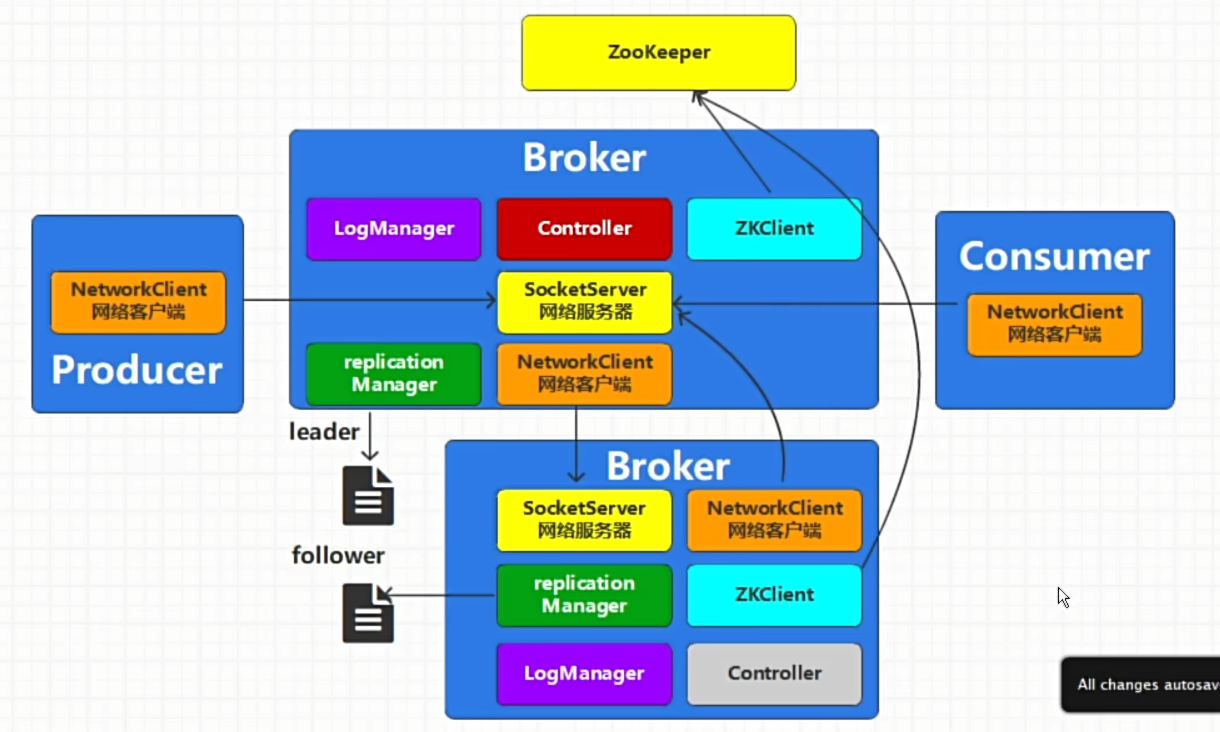 ZooKeeper
Broker
LogManager
Controller
ZKClient
NetworkClient
网络客户端
Producer
SocketServer
网络服务器
Consumer
NetworkClient
网络客户端
replication
Manager
NetworkClient
网络客户端
leader
Broker
SocketServer
网络服务器
NetworkClient
网络客户端
follower
replication
Manager
ZKClient
LogManager
Controller
All changes autosav